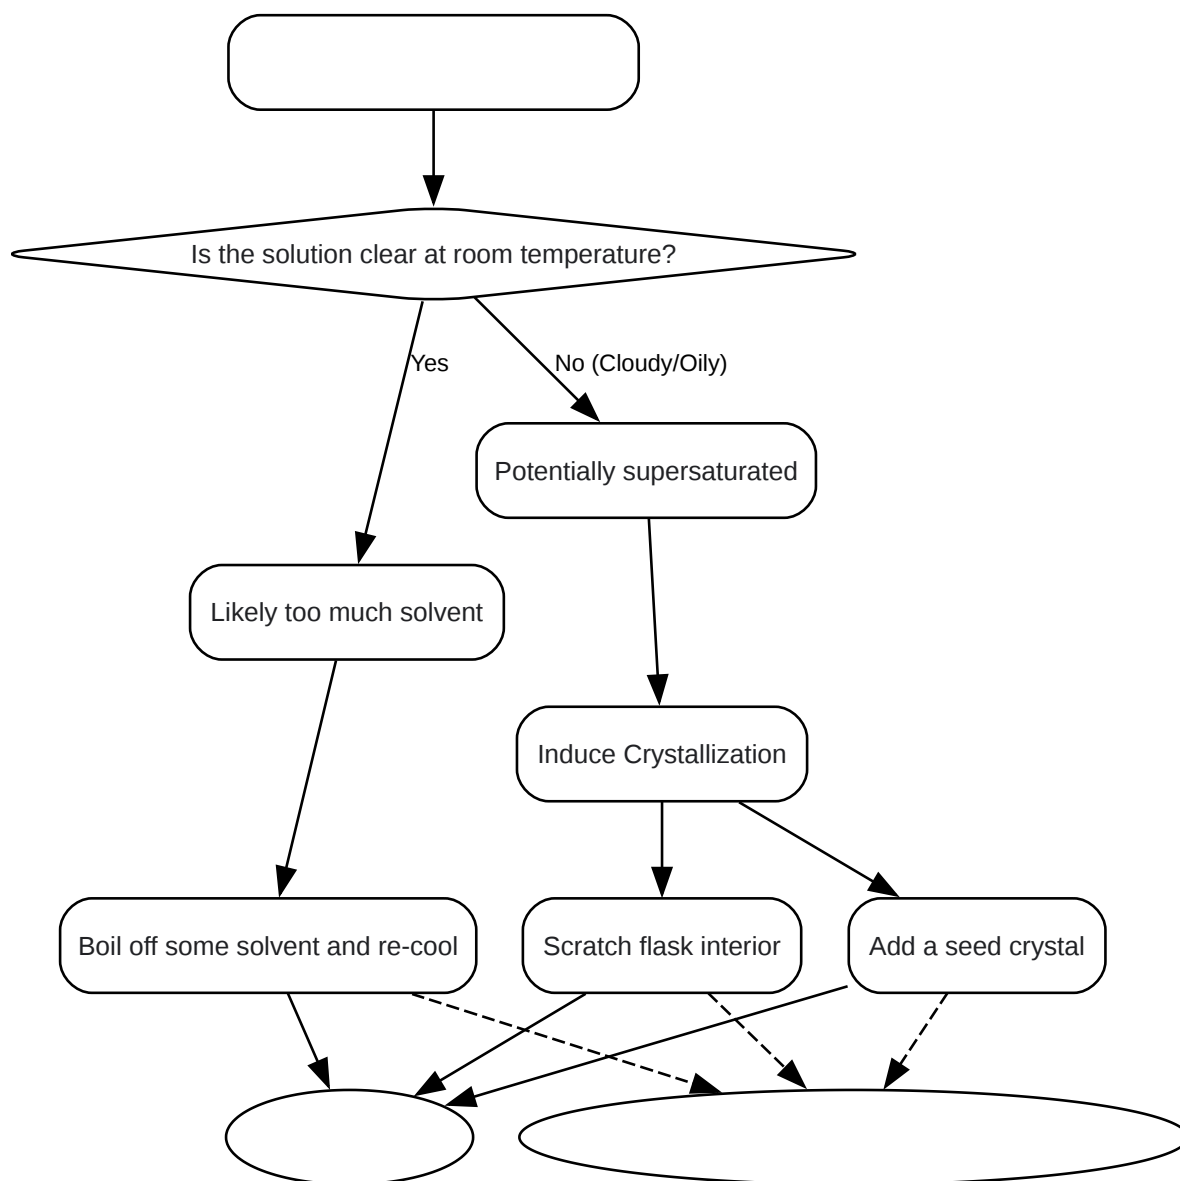 Is the solution clear at room temperature?
Yes
No (Cloudy/Oily)
Potentially supersaturated
Likely too much solvent
Induce Crystallization
Boil off some solvent and re-cool
Scratch flask interior
Add a seed crystal